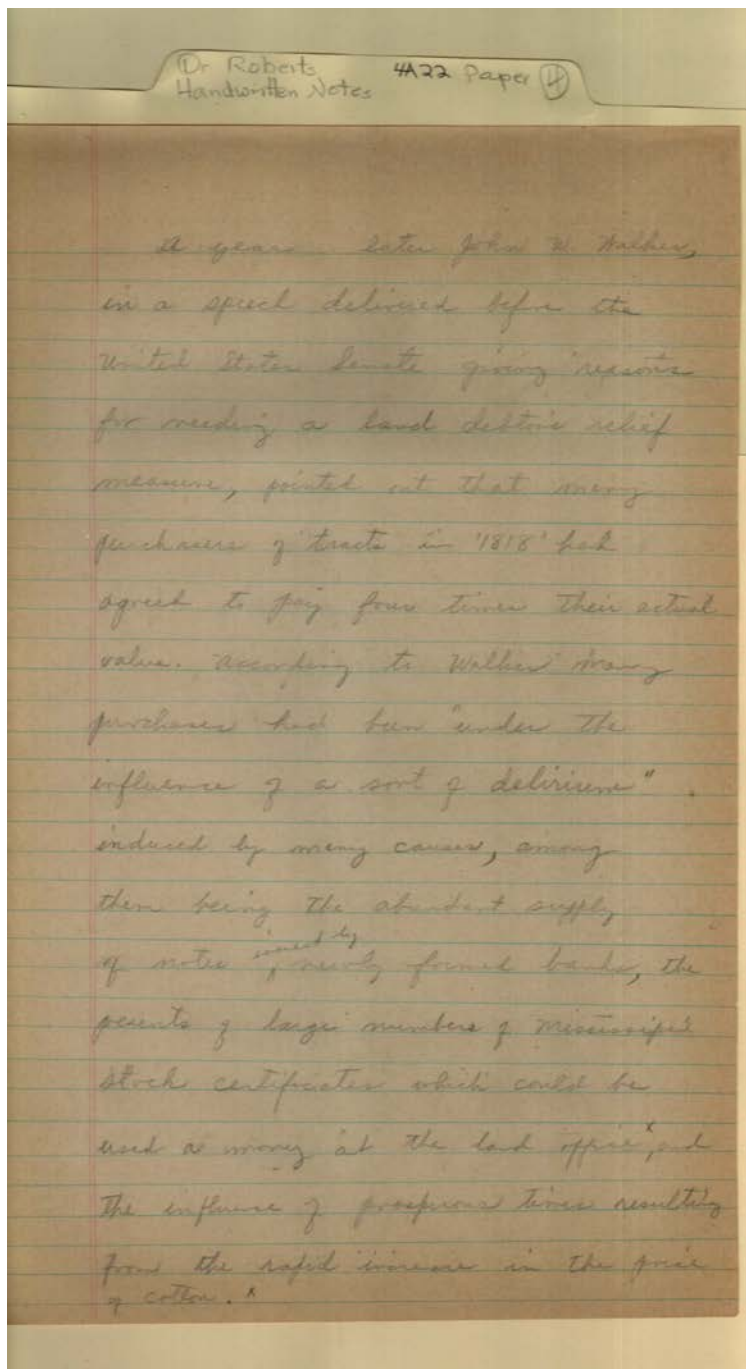 Dr Roberts
Handwritten Notes
4A22 Paper 4
A years later John W. Walker,
in a speech delivered before the
United States Senate giving reasons
for needing a land debtors relief
measure, pointed out that many
purchasers of tracts in '1818' had
agreed to pay four times their actual
value. according to Walker many
purchases had been "under the
influence of a sort of delirium" .
induced by many causes, among
them being the abundant supply
of notes issued by newly formed banks, the
of large numbers of Mississippi
stock certificates which could be
used as money at the land office x, and
the influence of prosperous times resulting
from the rapid increase in the price
of cotton. x